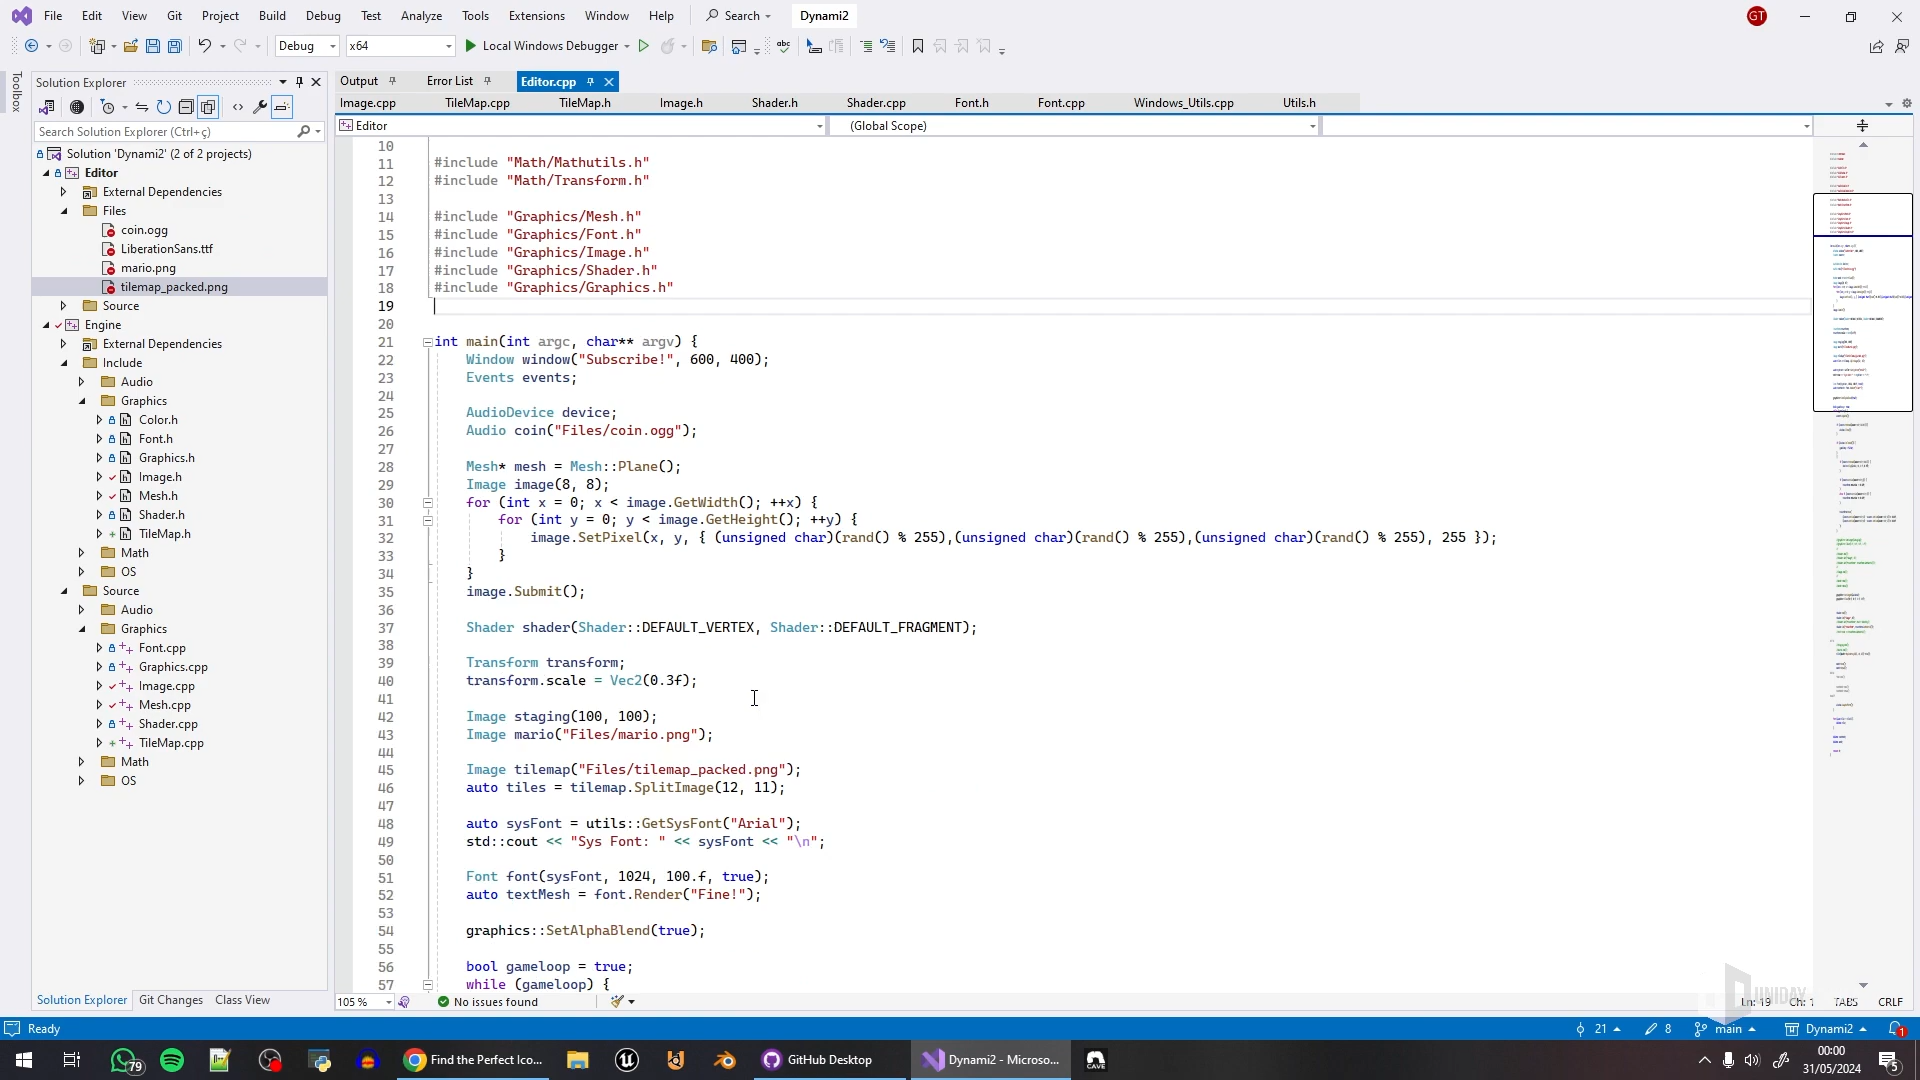 File Edit View Git Project Build Debug Test Analyze Tools Extensions Window Help Search Dynami2 GT
Debug x64 Local Windows Debugger
Toolbox
Solution Explorer
Search Solution Explorer (Ctrl+ç)
Solution 'Dynami2' (2 of 2 projects)
Editor
External Dependencies
Files
coin.ogg
LiberationSans.ttf
mario.png
tilemap_packed.png
Source
Engine
External Dependencies
Include
Audio
Graphics
Color.h
Font.h
Graphics.h
Image.h
Mesh.h
Shader.h
TileMap.h
Math
OS
Source
Audio
Graphics
Font.cpp
Graphics.cpp
Image.cpp
Mesh.cpp
Shader.cpp
TileMap.cpp
Math
OS
Solution Explorer Git Changes Class View
Output Error List Editor.cpp
Image.cpp TileMap.cpp TileMap.h Image.h Shader.h Shader.cpp Font.h Font.cpp Windows_Utils.cpp Utils.h
Editor (Global Scope)
10
11 #include "Math/Mathutils.h"
12 #include "Math/Transform.h"
13
14 #include "Graphics/Mesh.h"
15 #include "Graphics/Font.h"
16 #include "Graphics/Image.h"
17 #include "Graphics/Shader.h"
18 #include "Graphics/Graphics.h"
19
20
21 int main(int argc, char** argv) {
22 Window window("Subscribe!", 600, 400);
23 Events events;
24
25 AudioDevice device;
26 Audio coin("Files/coin.ogg");
27
28 Mesh* mesh = Mesh::Plane();
29 Image image(8, 8);
30 for (int x = 0; x < image.GetWidth(); ++x) {
31 for (int y = 0; y < image.GetHeight(); ++y) {
32 image.SetPixel(x, y, { (unsigned char)(rand() % 255),(unsigned char)(rand() % 255),(unsigned char)(rand() % 255), 255 });
33 }
34 }
35 image.Submit();
36
37 Shader shader(Shader::DEFAULT_VERTEX, Shader::DEFAULT_FRAGMENT);
38
39 Transform transform;
40 transform.scale = Vec2(0.3f);
41
42 Image staging(100, 100);
43 Image mario("Files/mario.png");
44
45 Image tilemap("Files/tilemap_packed.png");
46 auto tiles = tilemap.SplitImage(12, 11);
47
48 auto sysFont = utils::GetSysFont("Arial");
49 std::cout << "Sys Font: " << sysFont << "\n";
50
51 Font font(sysFont, 1024, 100.f, true);
52 auto textMesh = font.Render("Fine!");
53
54 graphics::SetAlphaBlend(true);
55
56 bool gameloop = true;
57 while (gameloop) {
105 % No issues found Ln: 19 Ch: 1 TABS CRLF
UNIDAY
Ready 21 8 main Dynami2 1
79 Find the Perfect Ico... GitHub Desktop Dynami2 - Microso... CAVE
00:00
31/05/2024 5